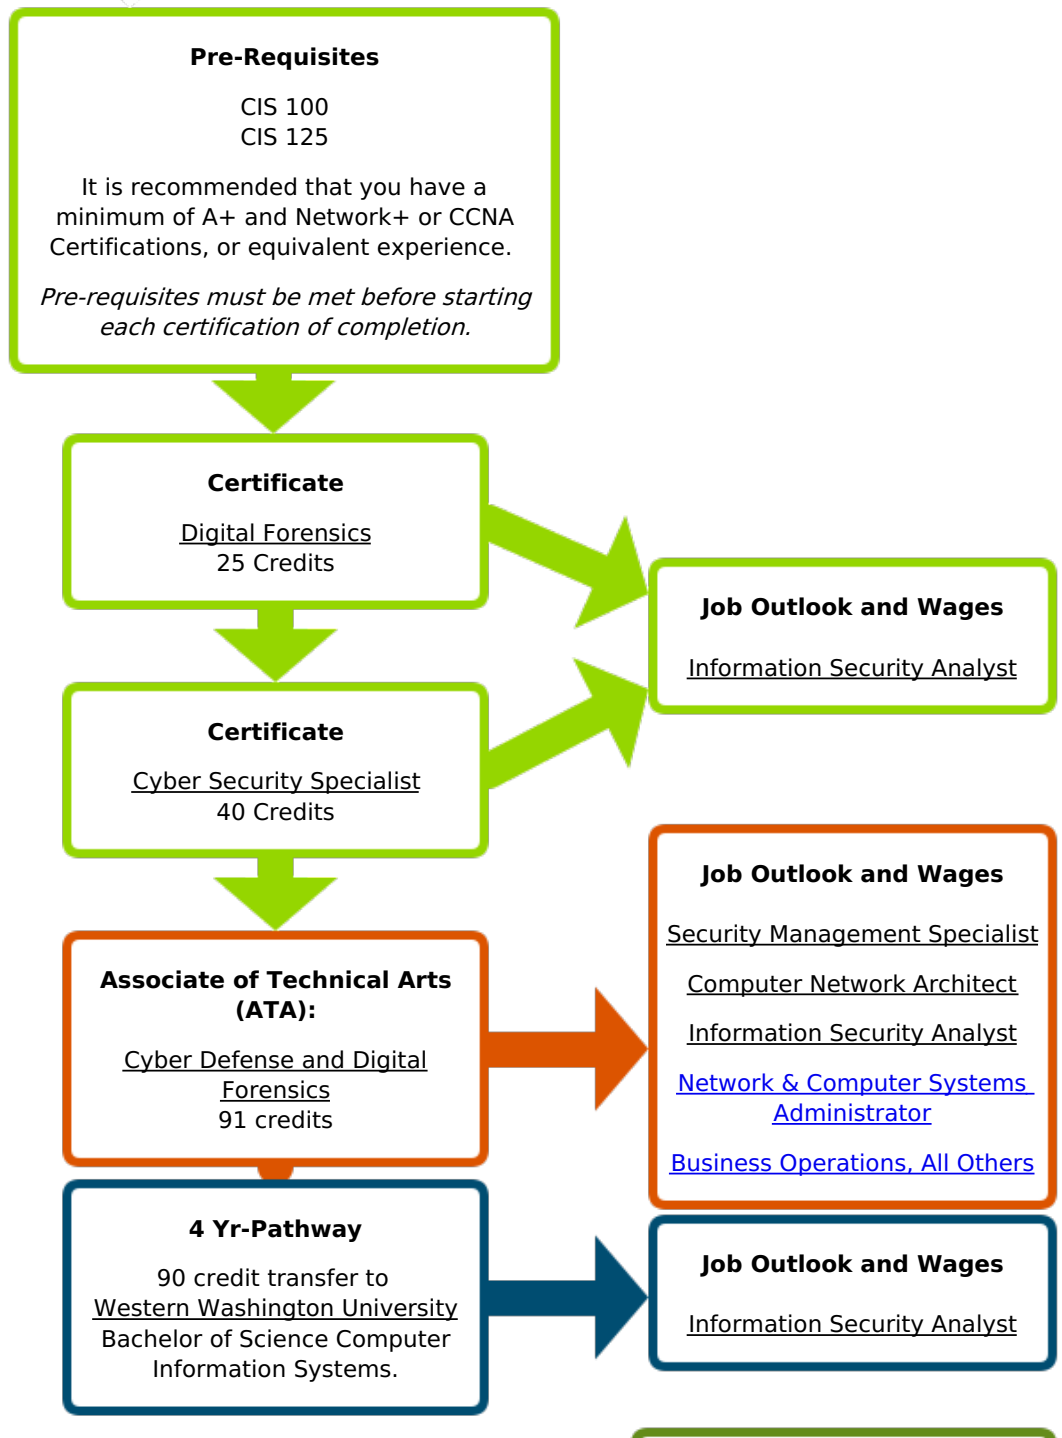 Pre-Requisites
CIS 100
CIS 125
It is recommended that you have a
minimum of A+ and Network+ or CCNA
Certifications, or equivalent experience.
Pre-requisites must be met before starting
each certification of completion.
Certificate
Digital Forensics
25 Credits
Job Outlook and Wages
Information Security Analyst
Certificate
Cyber Security Specialist
40 Credits
Associate of Technical Arts
(ATA):
Cyber Defense and Digital
Forensics
91 credits
Job Outlook and Wages
Security Management Specialist
Computer Network Architect
Information Security Analyst
Network & Computer Systems
Administrator
Business Operations, All Others
4 Yr-Pathway
90 credit transfer to
Western Washington University
Bachelor of Science Computer
Information Systems.
Job Outlook and Wages
Information Security Analyst